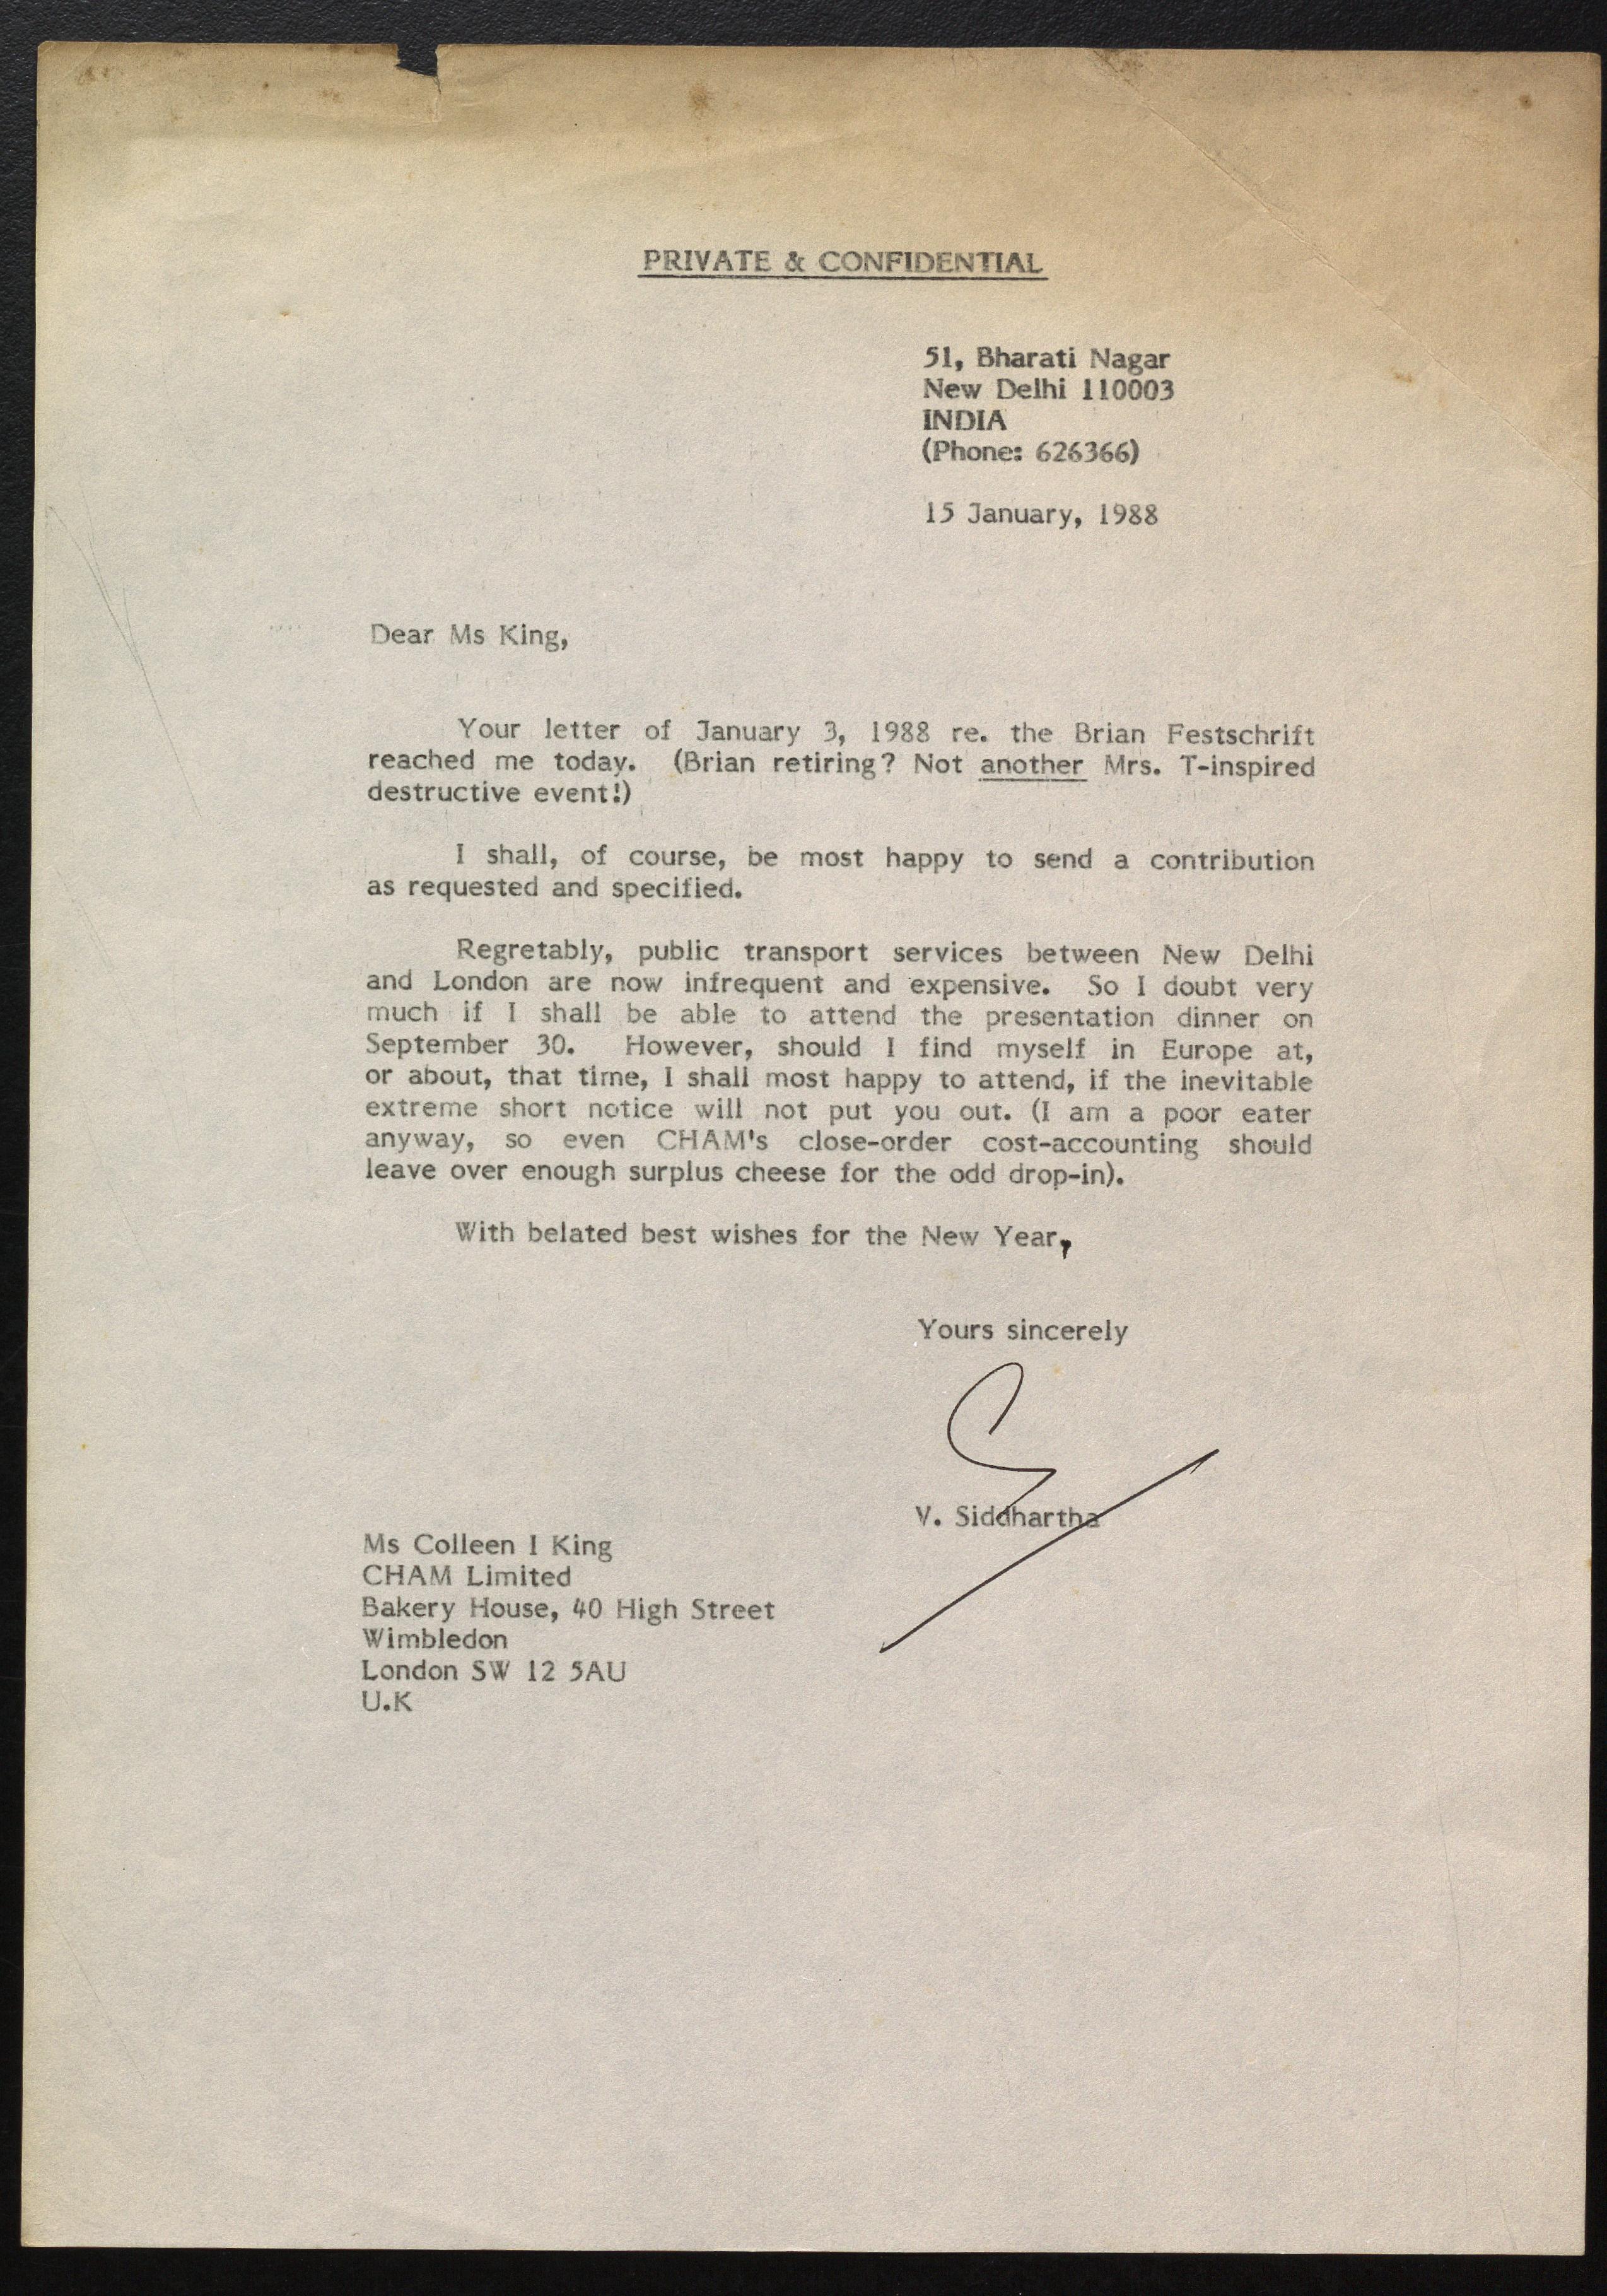 PRIVATE & CONFIDENTIAL
51, Bharati Nagar
New Delhi 110003
INDIA
(Phone: 626366)
15 January, 1988
Dear Ms King,
Your letter of January 3, 1988 re. the Brian Festschrift
reached me today. (Brian retiring? Not another Mrs. T-inspired
destructive event!)
I shall, of course, be most happy to send a contribution
as requested and specified.
Regretably, public transport services between New Delhi
and London are now infrequent and expensive. So I doubt very
much if I shall be able to attend the presentation dinner on
September 30. However, should I find myself in Europe at,
or about, that time, I shall most happy to attend, if the inevitable
extreme short notice will not put you out. (I am a poor eater
anyway, so even CHAM's close-order cost-accounting should
leave over enough surplus cheese for the odd drop-in).
With belated best wishes for the New Year,
Yours sincerely
V. Siddhartha
Ms Colleen I King
CHAM Limited
Bakery House, 40 High Street
Wimbledon
London SW 12 5AU
U.K